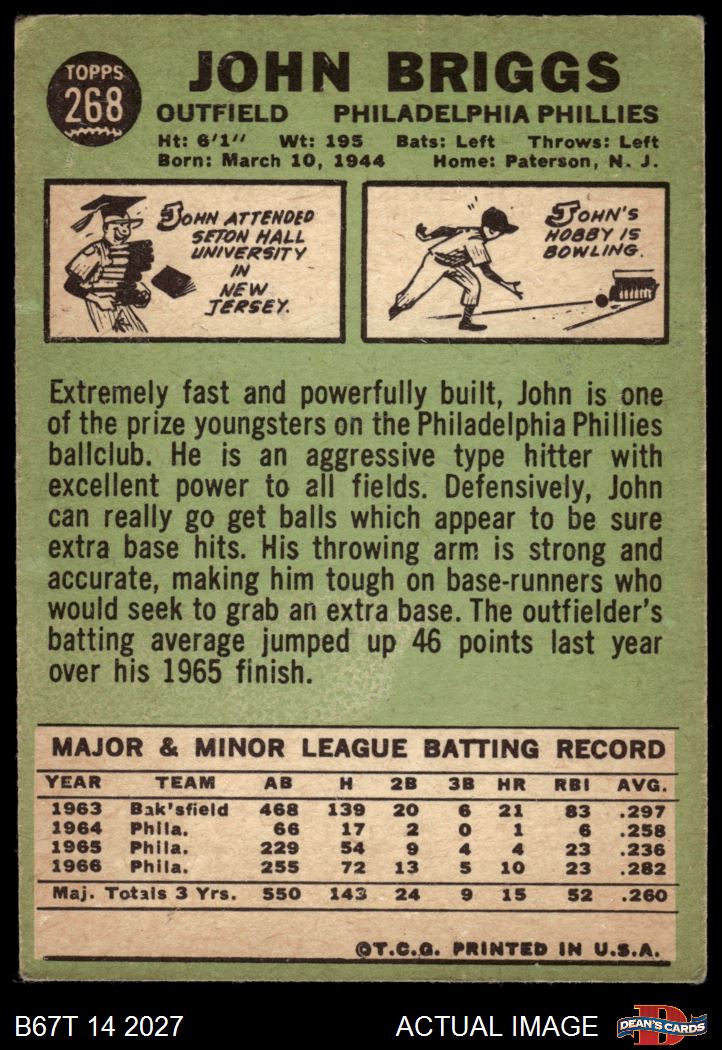 TOPPS
268
JOHN BRIGGS
OUTFIELD PHILADELPHIA PHILLIES
Ht: 6'1" Wt: 195 Bats: Left Throws: Left
Born: March 10, 1944 Home: Paterson, N. J.
JOHN ATTENDED
SETON HALL
UNIVERSITY
IN
NEW
JERSEY.
JOHN'S
HOBBY IS
BOWLING.
Extremely fast and powerfully built, John is one
of the prize youngsters on the Philadelphia Phillies
ballclub. He is an aggressive type hitter with
excellent power to all fields. Defensively, John
can really go get balls which appear to be sure
extra base hits. His throwing arm is strong and
accurate, making him tough on base-runners who
would seek to grab an extra base. The outfielder's
batting average jumped up 46 points last year
over his 1965 finish.
MAJOR & MINOR LEAGUE BATTING RECORD
YEAR TEAM AB H 2B 3B HR RBI AVG.
1963 Bak'sfield 468 139 20 6 21 83 .297
1964 Phila. 66 17 2 0 1 6 .258
1965 Phila. 229 54 9 4 4 23 .236
1966 Phila. 255 72 13 5 10 23 .282
Maj. Totals 3 Yrs. 550 143 24 9 15 52 .260
©T.C.G. PRINTED IN U.S.A.
B67T 14 2027 ACTUAL IMAGE
D
DEAN'S CARDS